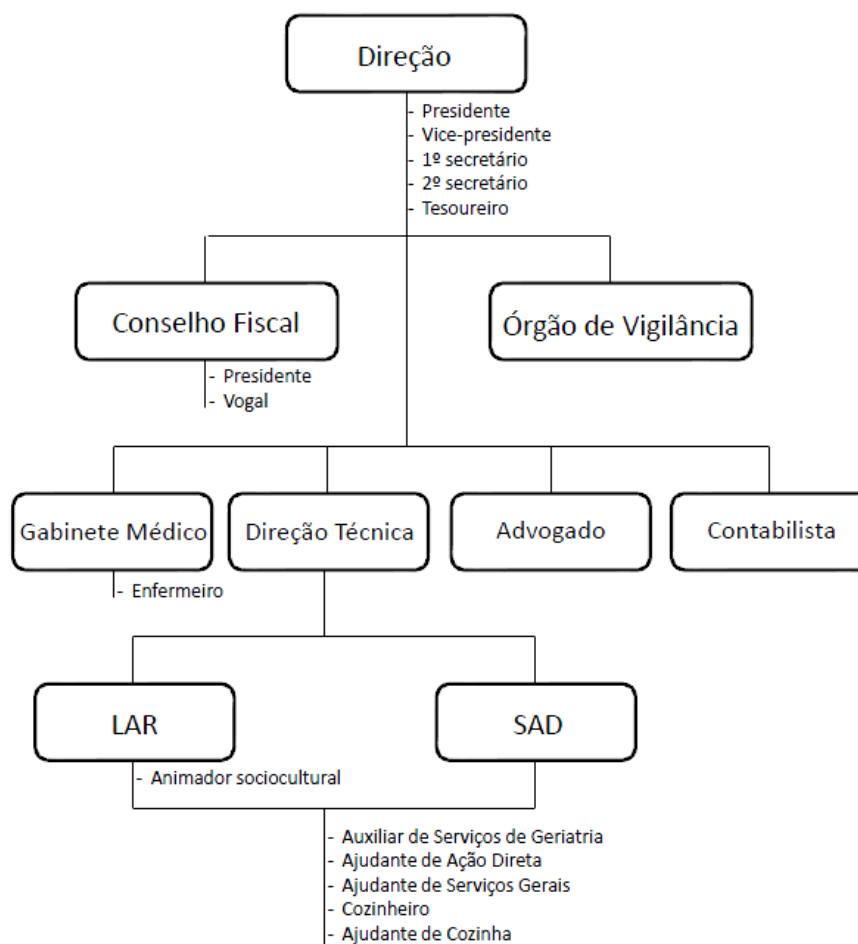 Direção
- Presidente
- Vice-presidente
- 1º secretário
- 2º secretário
- Tesoureiro
Conselho Fiscal
- Presidente
- Vogal
Órgão de Vigilância
Gabinete Médico
- Enfermeiro
Direção Técnica
Advogado
Contabilista
LAR
- Animador sociocultural
SAD
- Auxiliar de Serviços de Geriatria
- Ajudante de Ação Direta
- Ajudante de Serviços Gerais
- Cozinheiro
- Ajudante de Cozinha